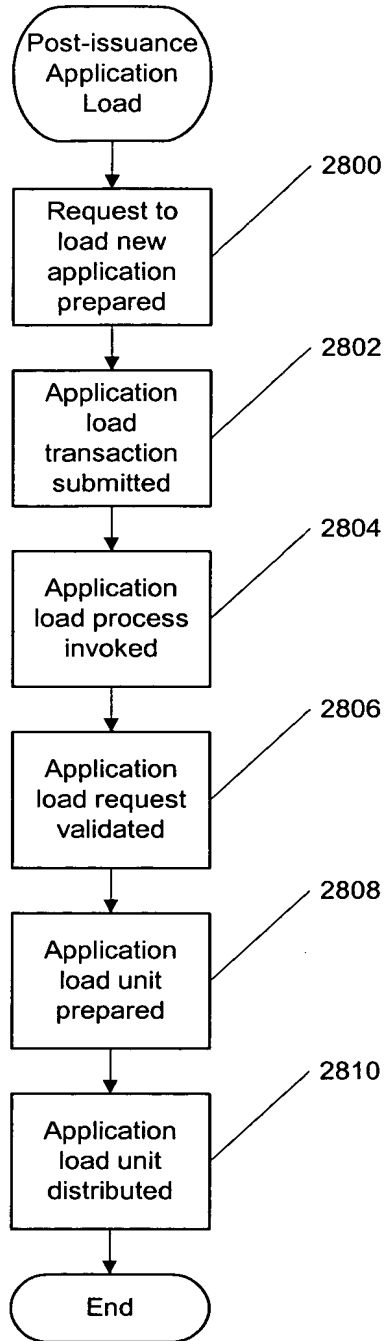 Post-issuance
Application
Load
2800
Request to
load new
application
prepared
2802
Application
load
transaction
submitted
2804
Application
load process
invoked
2806
Application
load request
validated
2808
Application
load unit
prepared
2810
Application
load unit
distributed
End